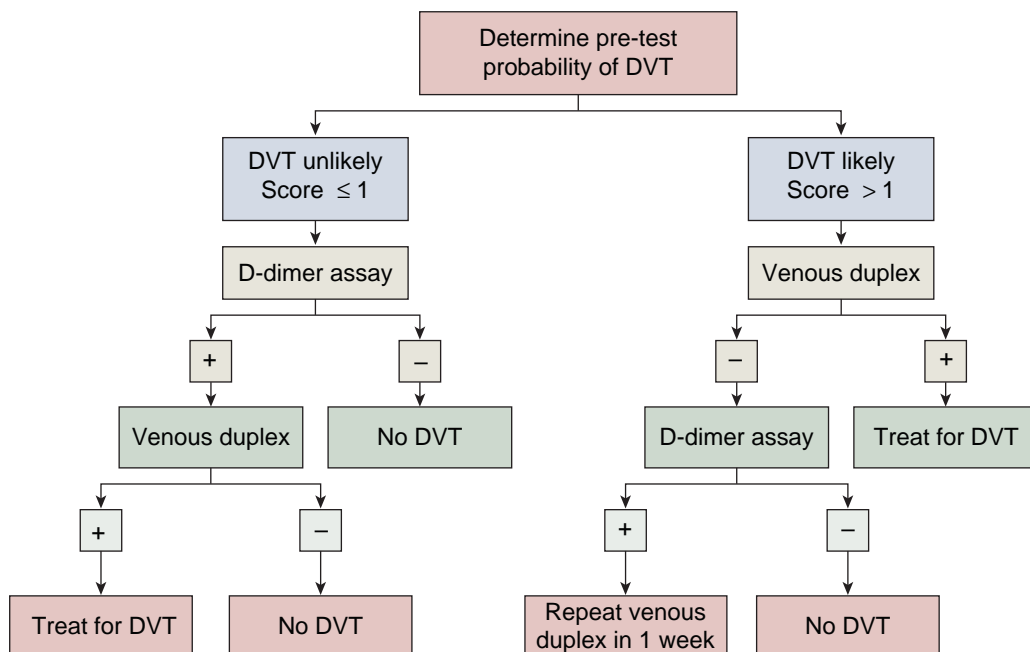 Determine pre-test
probability of DVT
DVT unlikely
Score ≤ 1
DVT likely
Score > 1
D-dimer assay
Venous duplex
+
–
–
+
Venous duplex
No DVT
D-dimer assay
Treat for DVT
+
–
+
–
Treat for DVT
No DVT
Repeat venous
duplex in 1 week
No DVT